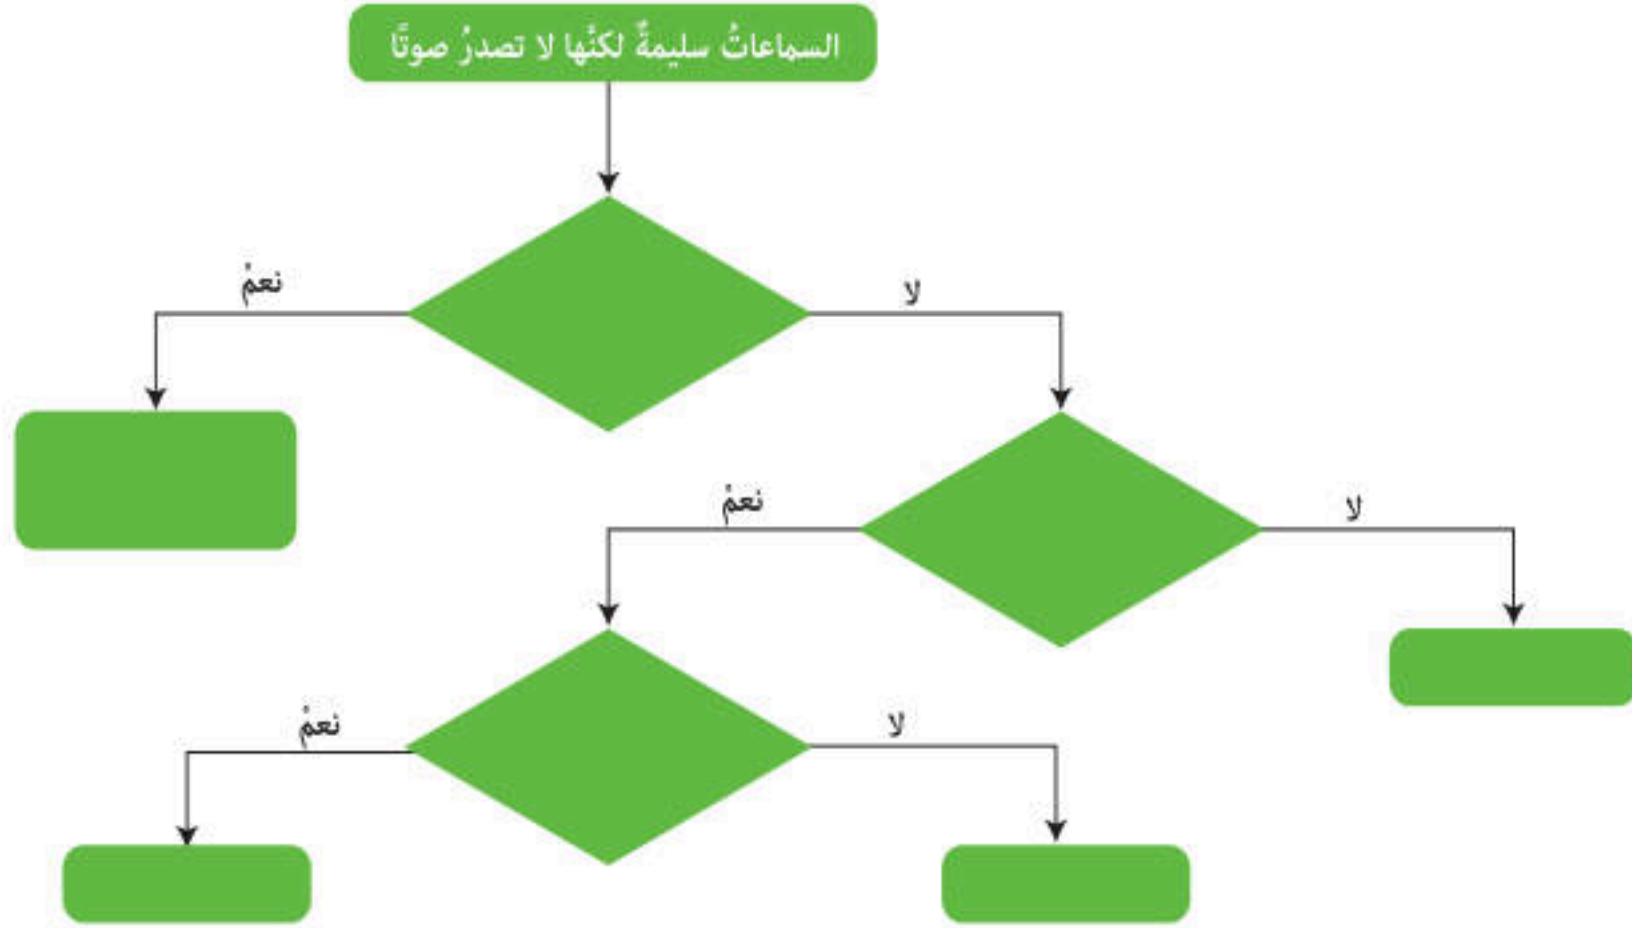 السماعاتُ سليمةٌ لكنَّها لا تصدرُ صوتًا
لا
نعمْ
لا
نعمْ
لا
نعمْ